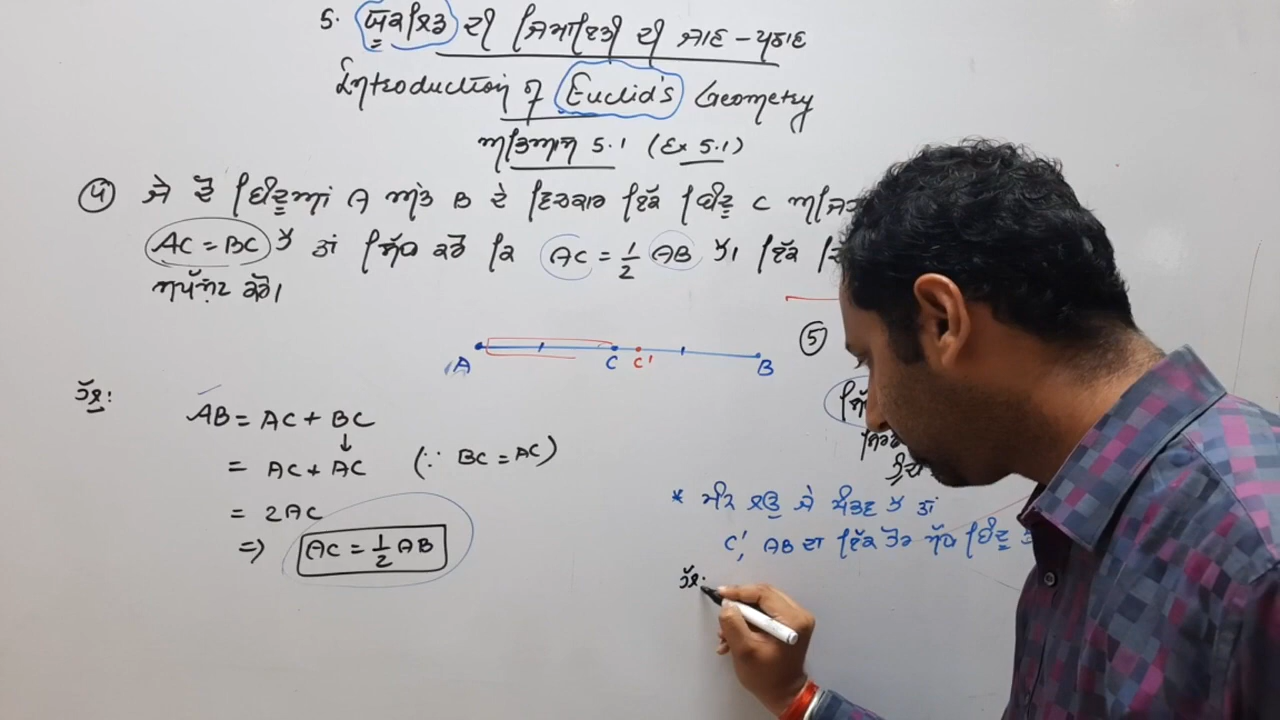 5. ਯੂਕਲਿਡ ਦੀ ਜਿਆਮਿਤੀ ਦੀ ਜਾਣ-ਪਛਾਣ
Introduction of Euclid's Geometry
ਅਭਿਆਸ 5.1 (Ex 5.1)
④ ਜੇ ਦੋ ਬਿੰਦੂਆਂ A ਅਤੇ B ਦੇ ਵਿਚਕਾਰ ਇੱਕ ਬਿੰਦੂ C
AC = BC ਹੈ ਤਾਂ ਸਿੱਧ ਕਰੋ ਕਿ AC = 1/2 AB ਹੈ। ਇੱਕ
ਸਪੱਸ਼ਟ ਕਰੋ।
A C C' B
ਹੱਲ:
AB = AC + BC
= AC + AC (∵ BC = AC)
= 2AC
=> AC = 1/2 AB
⑤
* ਮੰਨ ਲਉ ਜੇ ਸੰਭਵ ਹੈ ਤਾਂ
C', AB ਦਾ ਇੱਕ ਹੋਰ ਮੱਧ ਬਿੰਦੂ
ਹੱਲ: